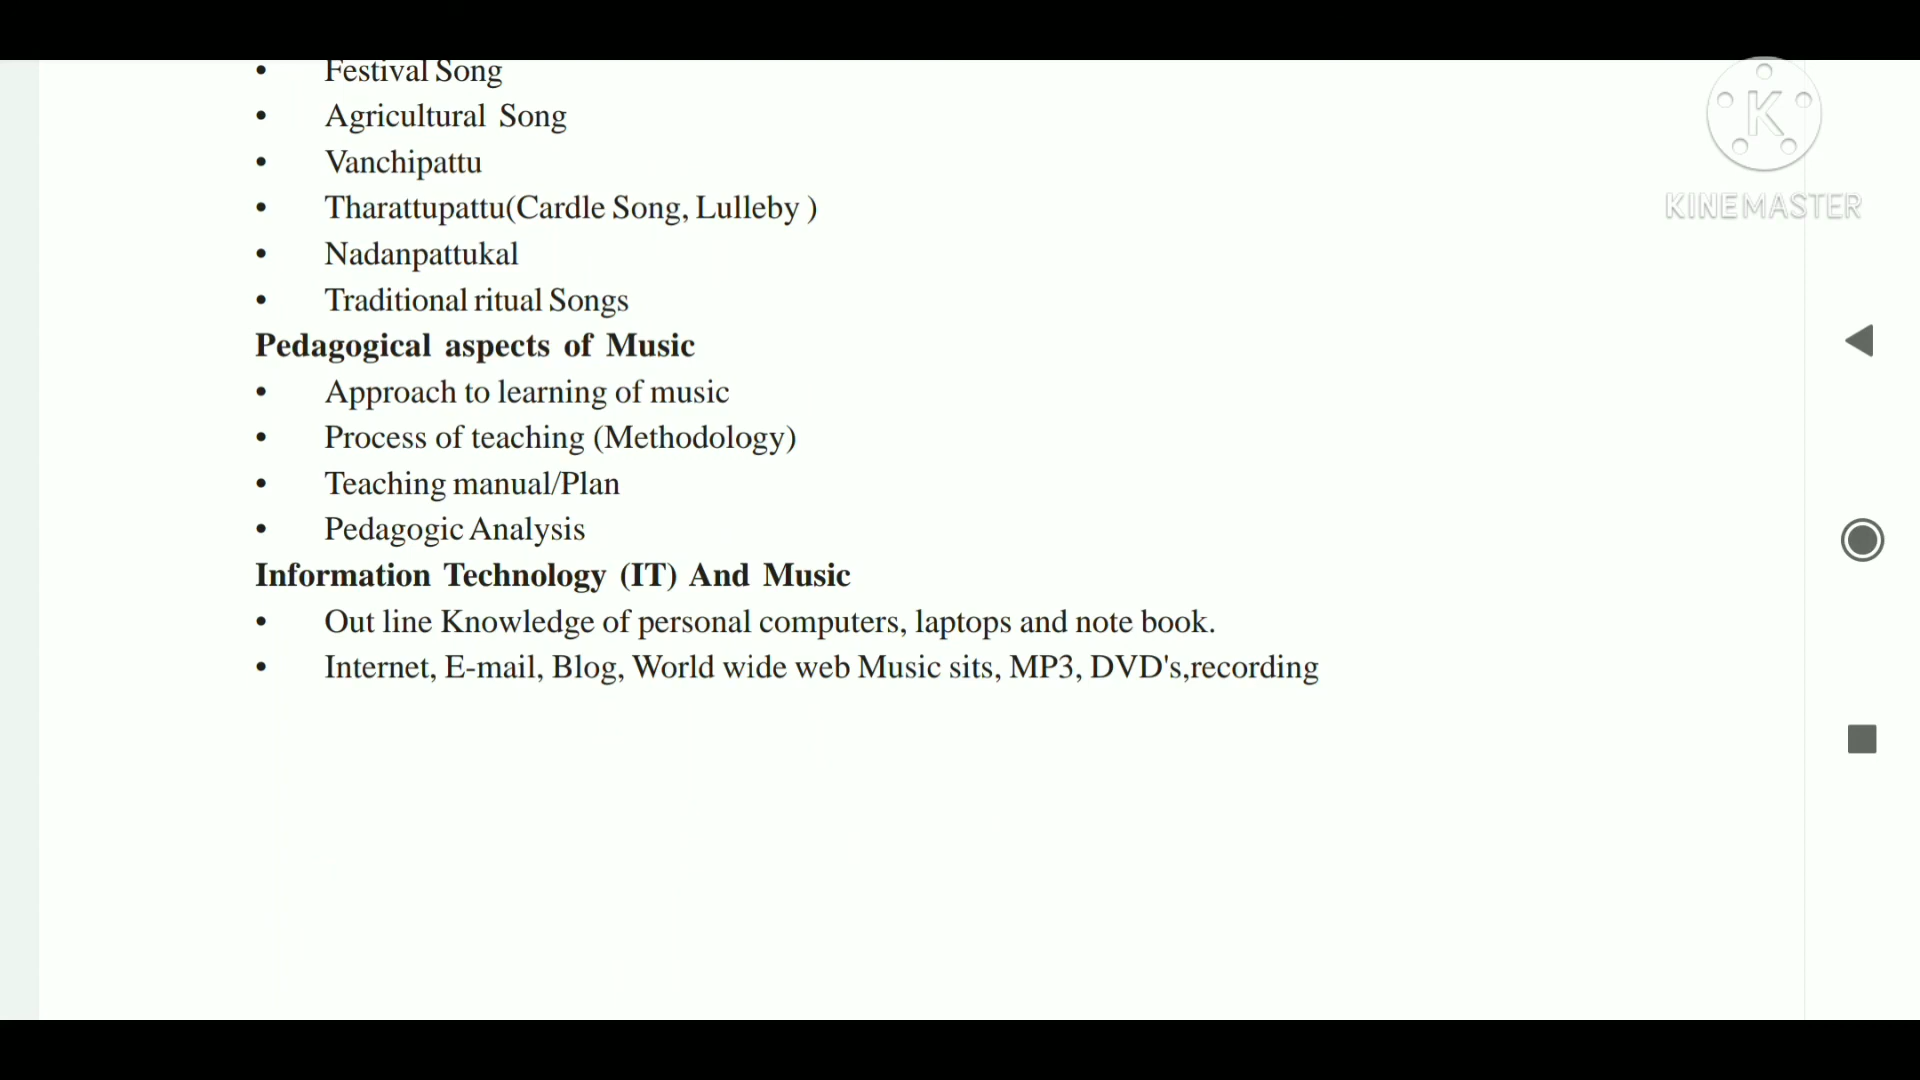 • Festival Song
• Agricultural Song
• Vanchipattu
• Tharattupattu(Cardle Song, Lulleby )
• Nadanpattukal
• Traditional ritual Songs
Pedagogical aspects of Music
• Approach to learning of music
• Process of teaching (Methodology)
• Teaching manual/Plan
• Pedagogic Analysis
Information Technology (IT) And Music
• Out line Knowledge of personal computers, laptops and note book.
• Internet, E-mail, Blog, World wide web Music sits, MP3, DVD's,recording
K
KINEMASTER